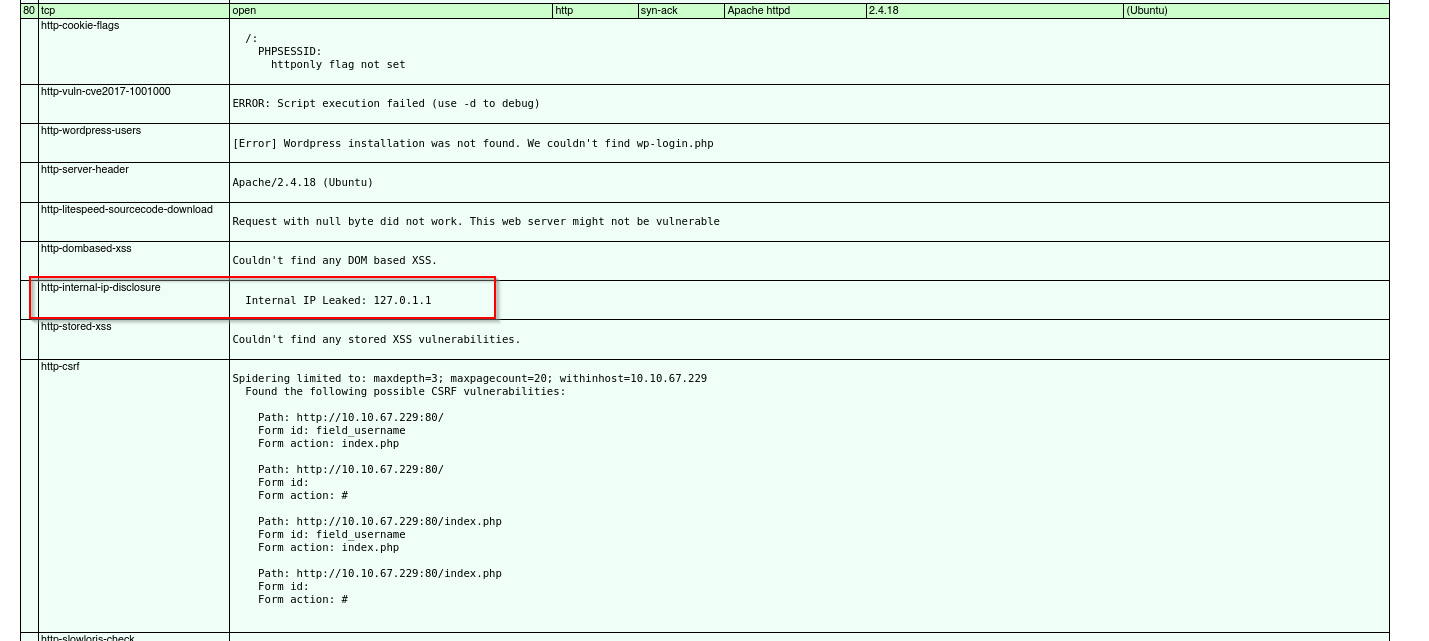 80 tcp open http syn-ack Apache httpd 2.4.18 (Ubuntu)
http-cookie-flags
/:
PHPSESSID:
httponly flag not set
http-vuln-cve2017-1001000
ERROR: Script execution failed (use -d to debug)
http-wordpress-users
[Error] Wordpress installation was not found. We couldn't find wp-login.php
http-server-header
Apache/2.4.18 (Ubuntu)
http-litespeed-sourcecode-download
Request with null byte did not work. This web server might not be vulnerable
http-dombased-xss
Couldn't find any DOM based XSS.
http-internal-ip-disclosure
Internal IP Leaked: 127.0.1.1
http-stored-xss
Couldn't find any stored XSS vulnerabilities.
http-csrf
Spidering limited to: maxdepth=3; maxpagecount=20; withinhost=10.10.67.229
Found the following possible CSRF vulnerabilities:
Path: http://10.10.67.229:80/
Form id: field_username
Form action: index.php
Path: http://10.10.67.229:80/
Form id:
Form action: #
Path: http://10.10.67.229:80/index.php
Form id: field_username
Form action: index.php
Path: http://10.10.67.229:80/index.php
Form id:
Form action: #
http-slowloris-check